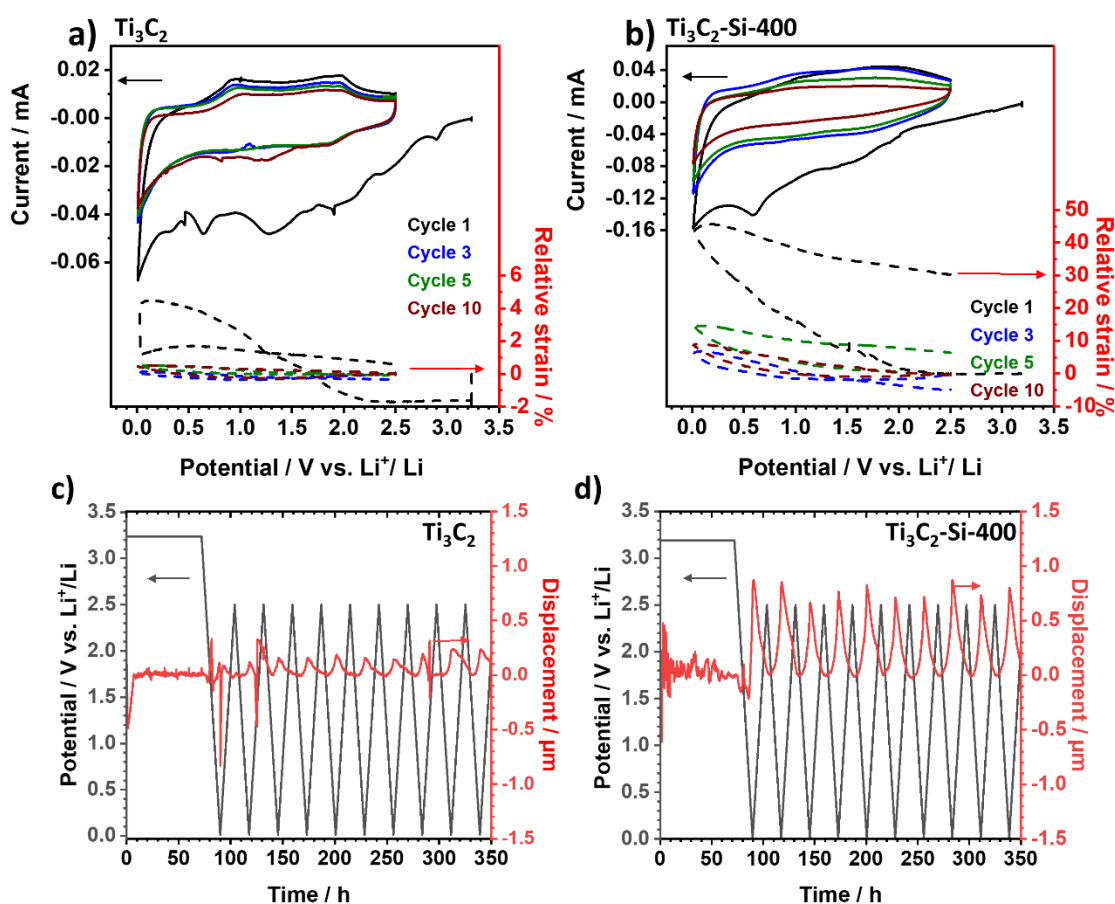 a)
Ti₃C₂
0.02
-0.00
-0.02
-0.04
-0.06
Current / mA
Cycle 1
Cycle 3
Cycle 5
Cycle 10
6
4
2
0
-2
Relative strain / %
0.0 0.5 1.0 1.5 2.0 2.5 3.0 3.5
Potential / V vs. Li⁺/ Li
b)
Ti₃C₂-Si-400
0.04
0.00
-0.04
-0.08
-0.12
-0.16
Current / mA
50
40
30
20
10
0
-10
Relative strain / %
Cycle 1
Cycle 3
Cycle 5
Cycle 10
0.0 0.5 1.0 1.5 2.0 2.5 3.0 3.5
Potential / V vs. Li⁺/ Li
c)
Ti₃C₂
3.5
3.0
2.5
2.0
1.5
1.0
0.5
0.0
Potential / V vs. Li⁺/Li
1.5
1.0
0.5
0.0
-0.5
-1.0
-1.5
Displacement / µm
0 50 100 150 200 250 300 350
Time / h
d)
Ti₃C₂-Si-400
3.5
3.0
2.5
2.0
1.5
1.0
0.5
0.0
Potential / V vs. Li⁺/Li
1.5
1.0
0.5
0.0
-0.5
-1.0
-1.5
Displacement / µm
0 50 100 150 200 250 300 350
Time / h